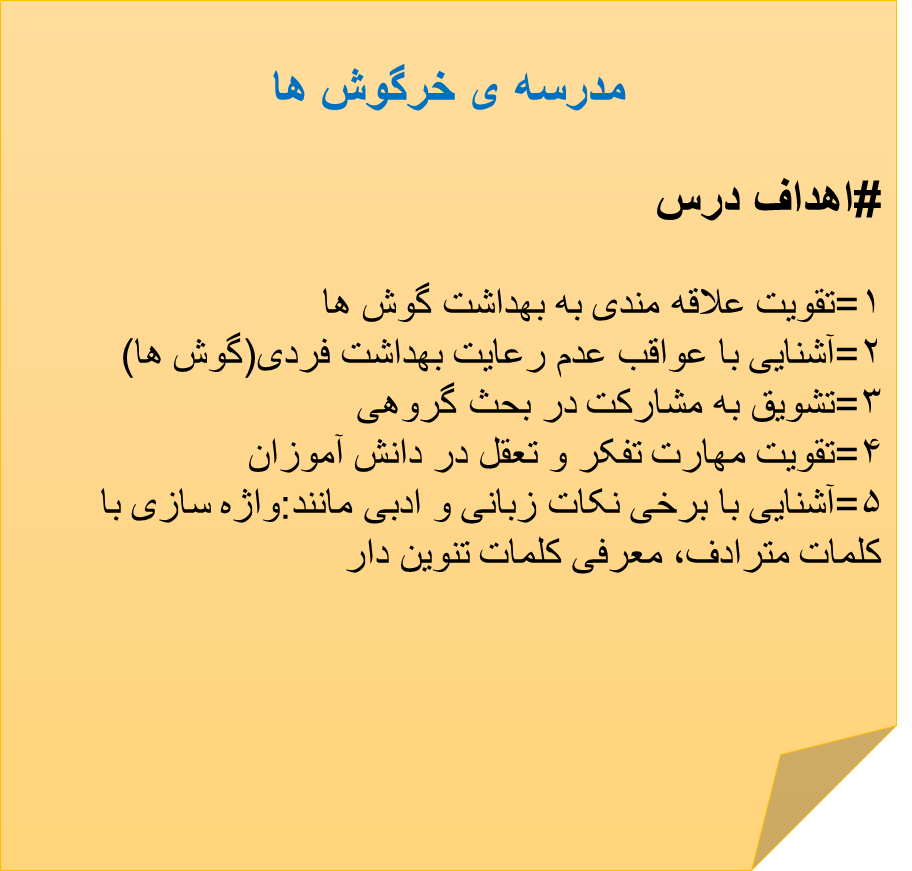 مدرسه ی خرگوش ها
#اهداف درس
۱=تقویت علاقه مندی به بهداشت گوش ها
۲=آشنایی با عواقب عدم رعایت بهداشت فردی(گوش ها)
۳=تشویق به مشارکت در بحث گروهی
۴=تقویت مهارت تفکر و تعقل در دانش آموزان
۵=آشنایی با برخی نکات زبانی و ادبی مانند:واژه سازی با
کلمات مترادف، معرفی کلمات تنوین دار